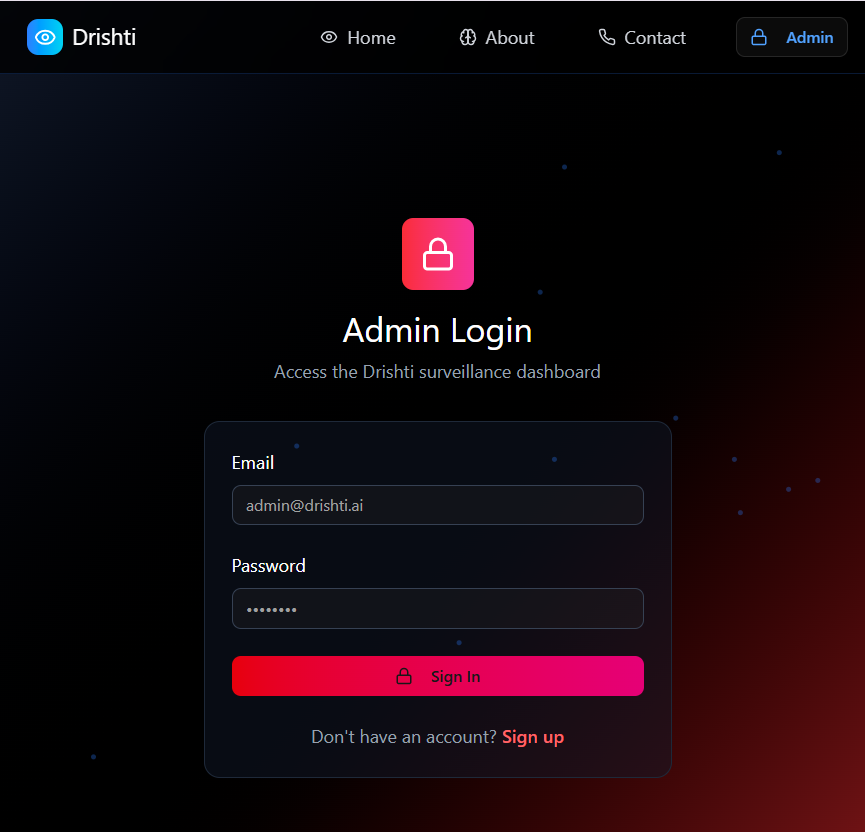 Drishti
Home
About
Contact
Admin
Admin Login
Access the Drishti surveillance dashboard
Email
admin@drishti.ai
Password
••••••••
Sign In
Don't have an account? Sign up